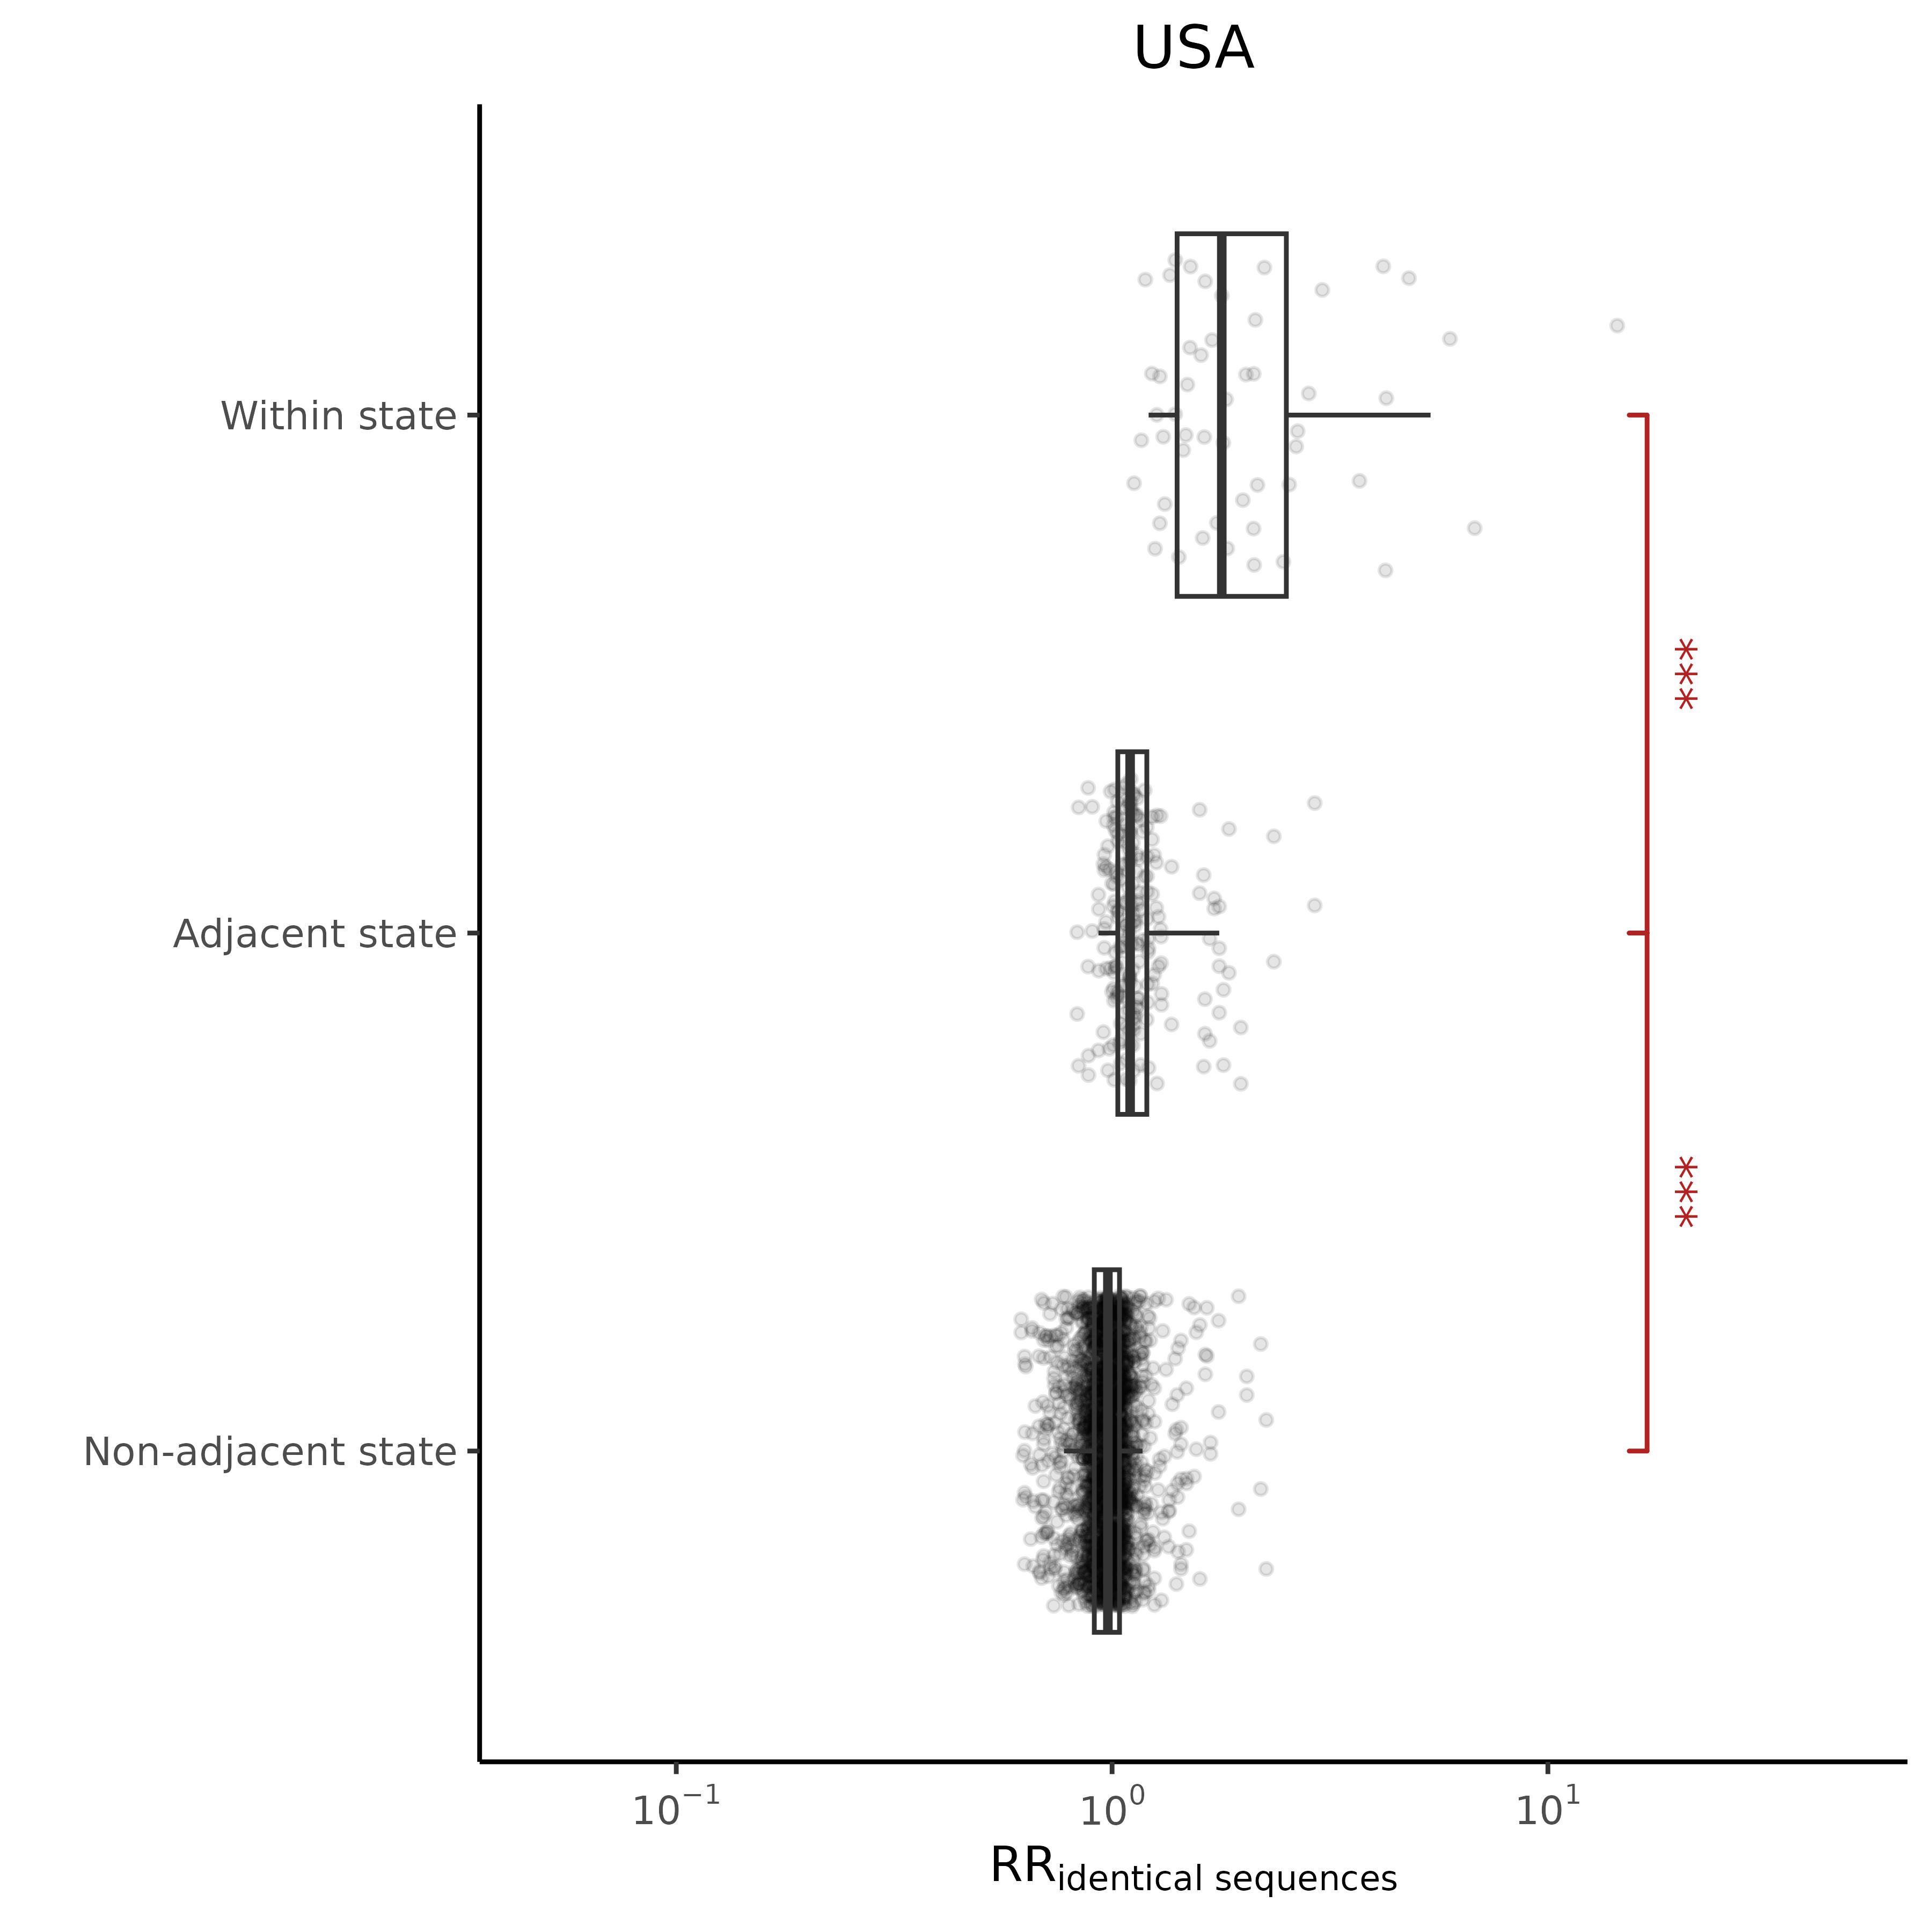 USA
Within state
***
Adjacent state
***
Non-adjacent state
10⁻¹ 10⁰ 10¹
RRidentical sequences